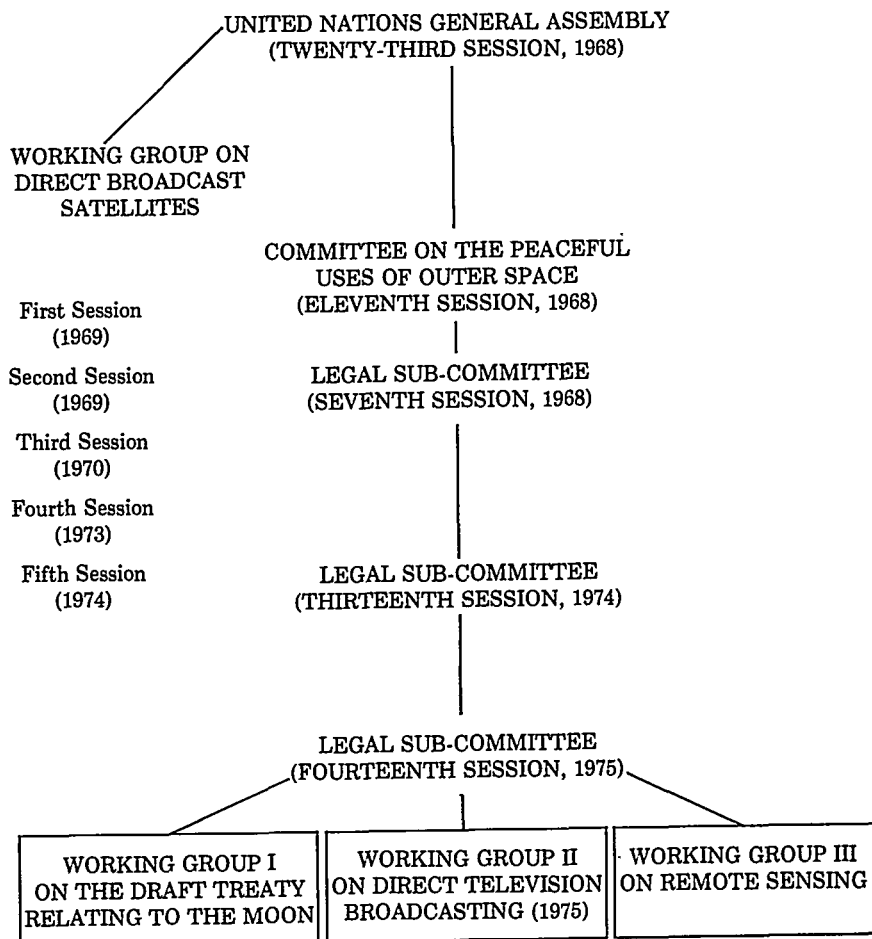 UNITED NATIONS GENERAL ASSEMBLY
(TWENTY-THIRD SESSION, 1968)
WORKING GROUP ON
DIRECT BROADCAST
SATELLITES
First Session
(1969)
Second Session
(1969)
Third Session
(1970)
Fourth Session
(1973)
Fifth Session
(1974)
COMMITTEE ON THE PEACEFUL
USES OF OUTER SPACE
(ELEVENTH SESSION, 1968)
LEGAL SUB-COMMITTEE
(SEVENTH SESSION, 1968)
LEGAL SUB-COMMITTEE
(THIRTEENTH SESSION, 1974)
LEGAL SUB-COMMITTEE
(FOURTEENTH SESSION, 1975)
WORKING GROUP I
ON THE DRAFT TREATY
RELATING TO THE MOON
WORKING GROUP II
ON DIRECT TELEVISION
BROADCASTING (1975)
WORKING GROUP III
ON REMOTE SENSING